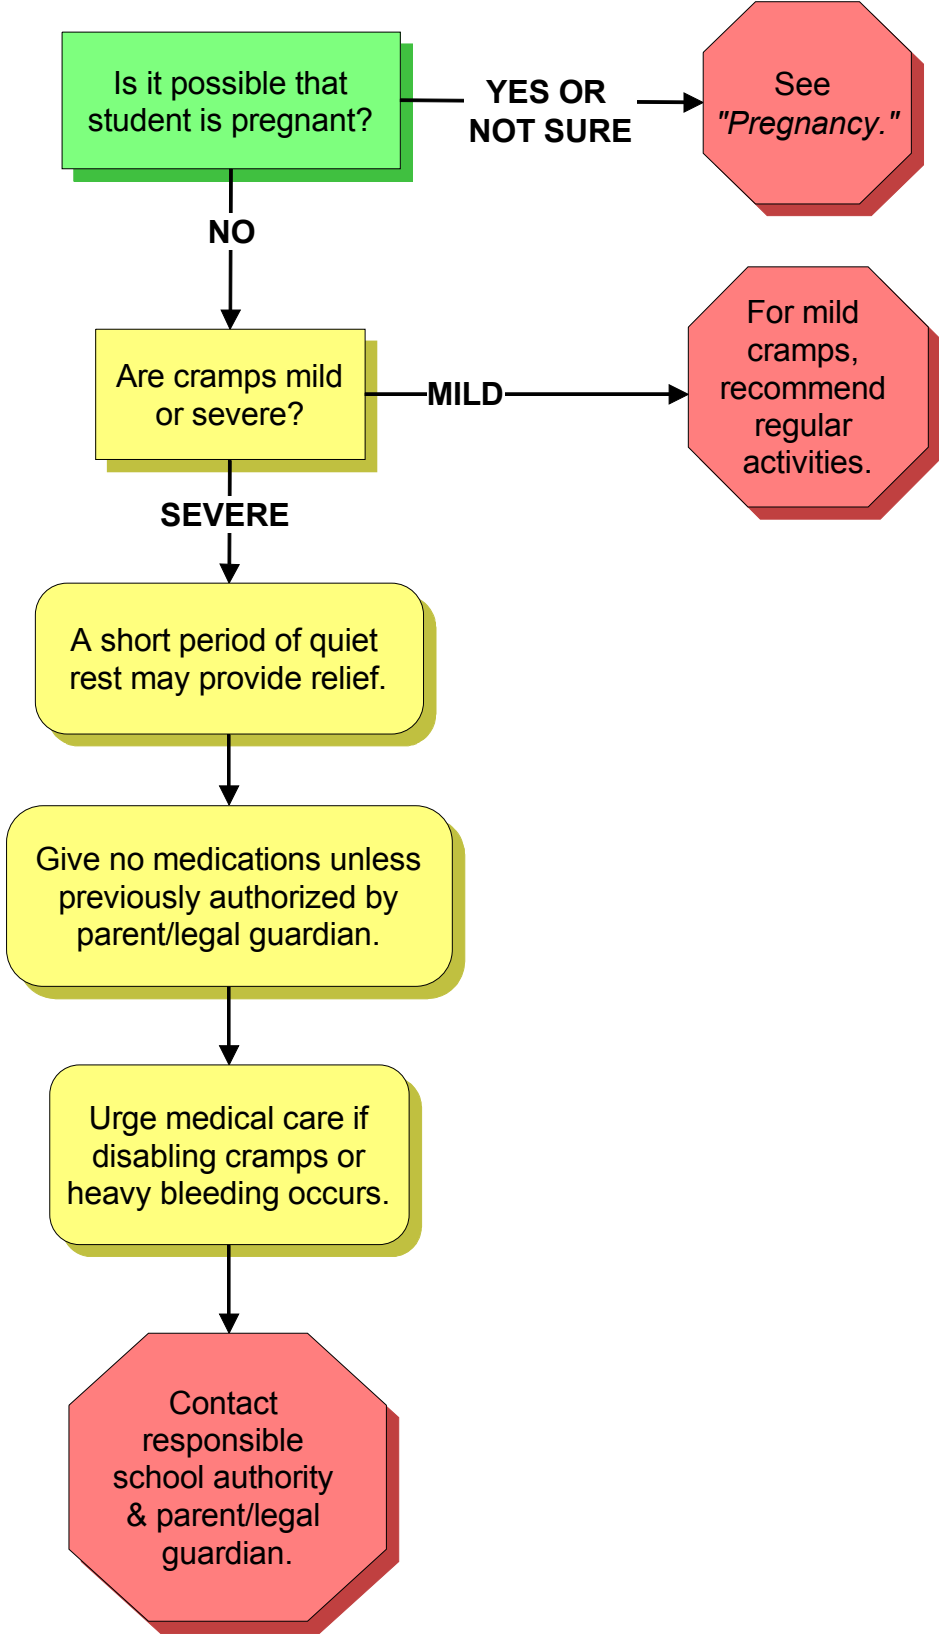 Is it possible that
student is pregnant?
YES OR
NOT SURE
See
"Pregnancy."
NO
Are cramps mild
or severe?
MILD
For mild
cramps,
recommend
regular
activities.
SEVERE
A short period of quiet
rest may provide relief.
Give no medications unless
previously authorized by
parent/legal guardian.
Urge medical care if
disabling cramps or
heavy bleeding occurs.
Contact
responsible
school authority
& parent/legal
guardian.